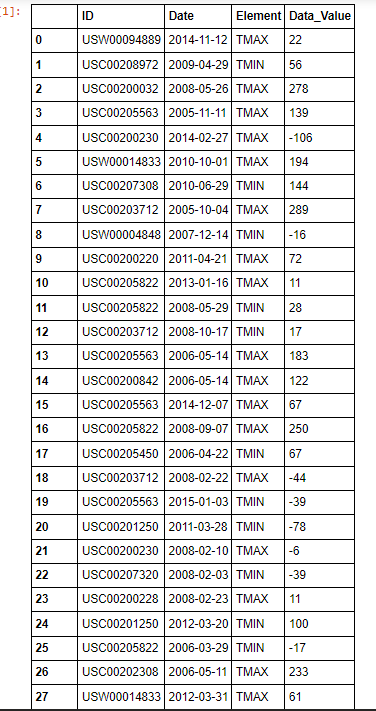 [1]:
ID Date Element Data_Value
0 USW00094889 2014-11-12 TMAX 22
1 USC00208972 2009-04-29 TMIN 56
2 USC00200032 2008-05-26 TMAX 278
3 USC00205563 2005-11-11 TMAX 139
4 USC00200230 2014-02-27 TMAX -106
5 USW00014833 2010-10-01 TMAX 194
6 USC00207308 2010-06-29 TMIN 144
7 USC00203712 2005-10-04 TMAX 289
8 USW00004848 2007-12-14 TMIN -16
9 USC00200220 2011-04-21 TMAX 72
10 USC00205822 2013-01-16 TMAX 11
11 USC00205822 2008-05-29 TMIN 28
12 USC00203712 2008-10-17 TMIN 17
13 USC00205563 2006-05-14 TMAX 183
14 USC00200842 2006-05-14 TMAX 122
15 USC00205563 2014-12-07 TMAX 67
16 USC00205822 2008-09-07 TMAX 250
17 USC00205450 2006-04-22 TMIN 67
18 USC00203712 2008-02-22 TMAX -44
19 USC00205563 2015-01-03 TMIN -39
20 USC00201250 2011-03-28 TMIN -78
21 USC00200230 2008-02-10 TMAX -6
22 USC00207320 2008-02-03 TMIN -39
23 USC00200228 2008-02-23 TMAX 11
24 USC00201250 2012-03-20 TMIN 100
25 USC00205822 2006-03-29 TMIN -17
26 USC00202308 2006-05-11 TMAX 233
27 USW00014833 2012-03-31 TMAX 61